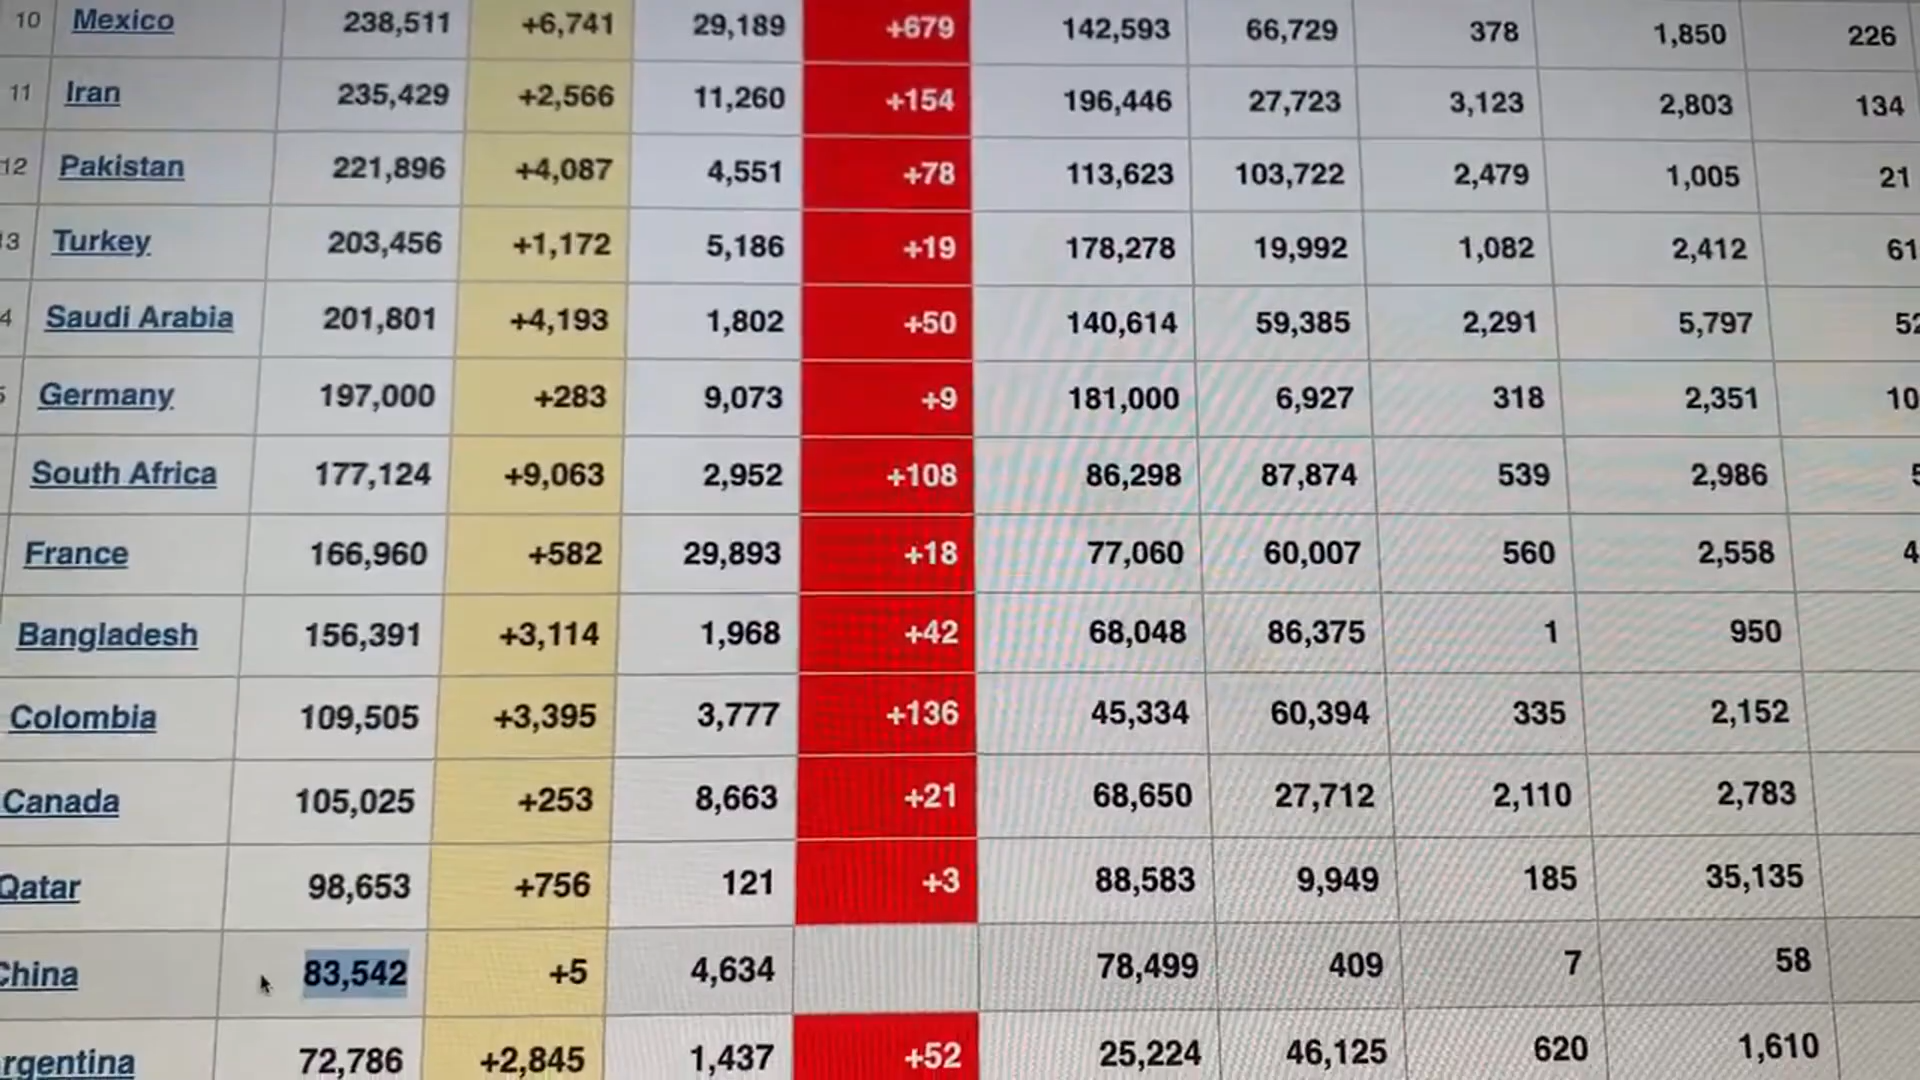 10 Mexico 238,511 +6,741 29,189 +679 142,593 66,729 378 1,850 226
11 Iran 235,429 +2,566 11,260 +154 196,446 27,723 3,123 2,803 134
12 Pakistan 221,896 +4,087 4,551 +78 113,623 103,722 2,479 1,005 21
13 Turkey 203,456 +1,172 5,186 +19 178,278 19,992 1,082 2,412 61
4 Saudi Arabia 201,801 +4,193 1,802 +50 140,614 59,385 2,291 5,797 52
5 Germany 197,000 +283 9,073 +9 181,000 6,927 318 2,351 10
South Africa 177,124 +9,063 2,952 +108 86,298 87,874 539 2,986 5
France 166,960 +582 29,893 +18 77,060 60,007 560 2,558 4
Bangladesh 156,391 +3,114 1,968 +42 68,048 86,375 1 950
Colombia 109,505 +3,395 3,777 +136 45,334 60,394 335 2,152
Canada 105,025 +253 8,663 +21 68,650 27,712 2,110 2,783
Qatar 98,653 +756 121 +3 88,583 9,949 185 35,135
China 83,542 +5 4,634 78,499 409 7 58
rgentina 72,786 +2,845 1,437 +52 25,224 46,125 620 1,610